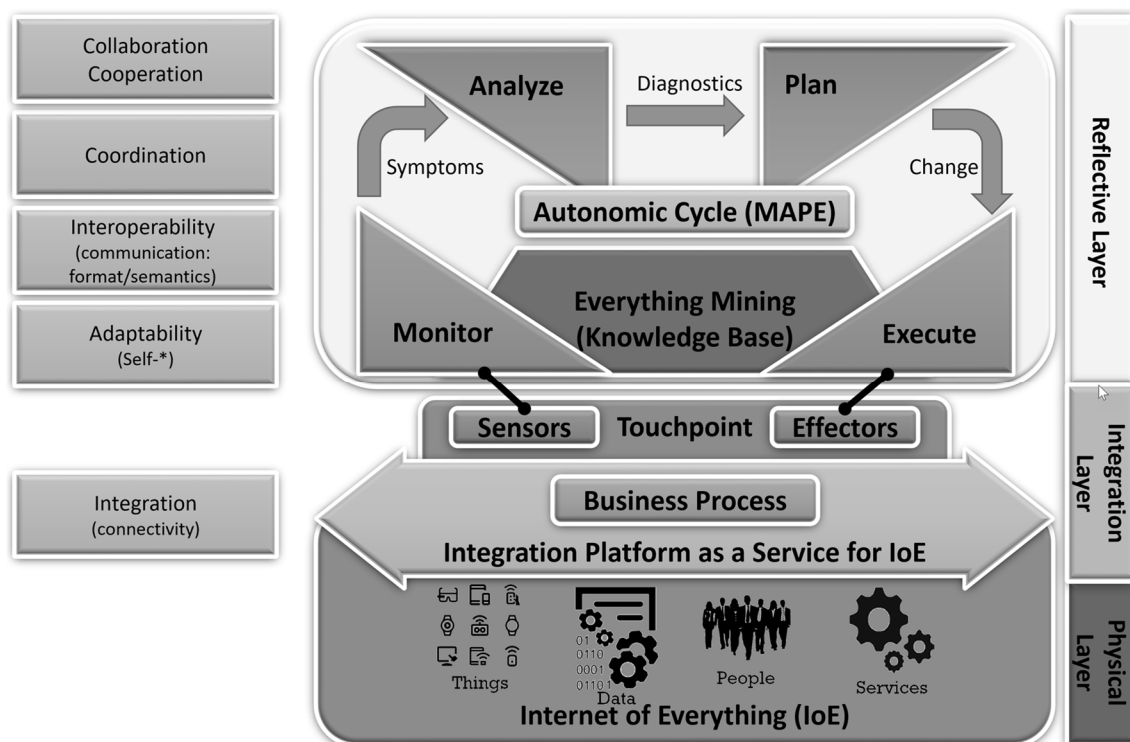 Collaboration
Cooperation
Coordination
Interoperability
(communication:
format/semantics)
Adaptability
(Self-*)
Integration
(connectivity)
Analyze
Diagnostics
Plan
Symptoms
Change
Autonomic Cycle (MAPE)
Everything Mining
(Knowledge Base)
Monitor
Execute
Sensors
Touchpoint
Effectors
Business Process
Integration Platform as a Service for IoE
01
0110
0001
01101
Things
Data
People
Services
Internet of Everything (IoE)
Reflective Layer
Integration
Layer
Physical
Layer